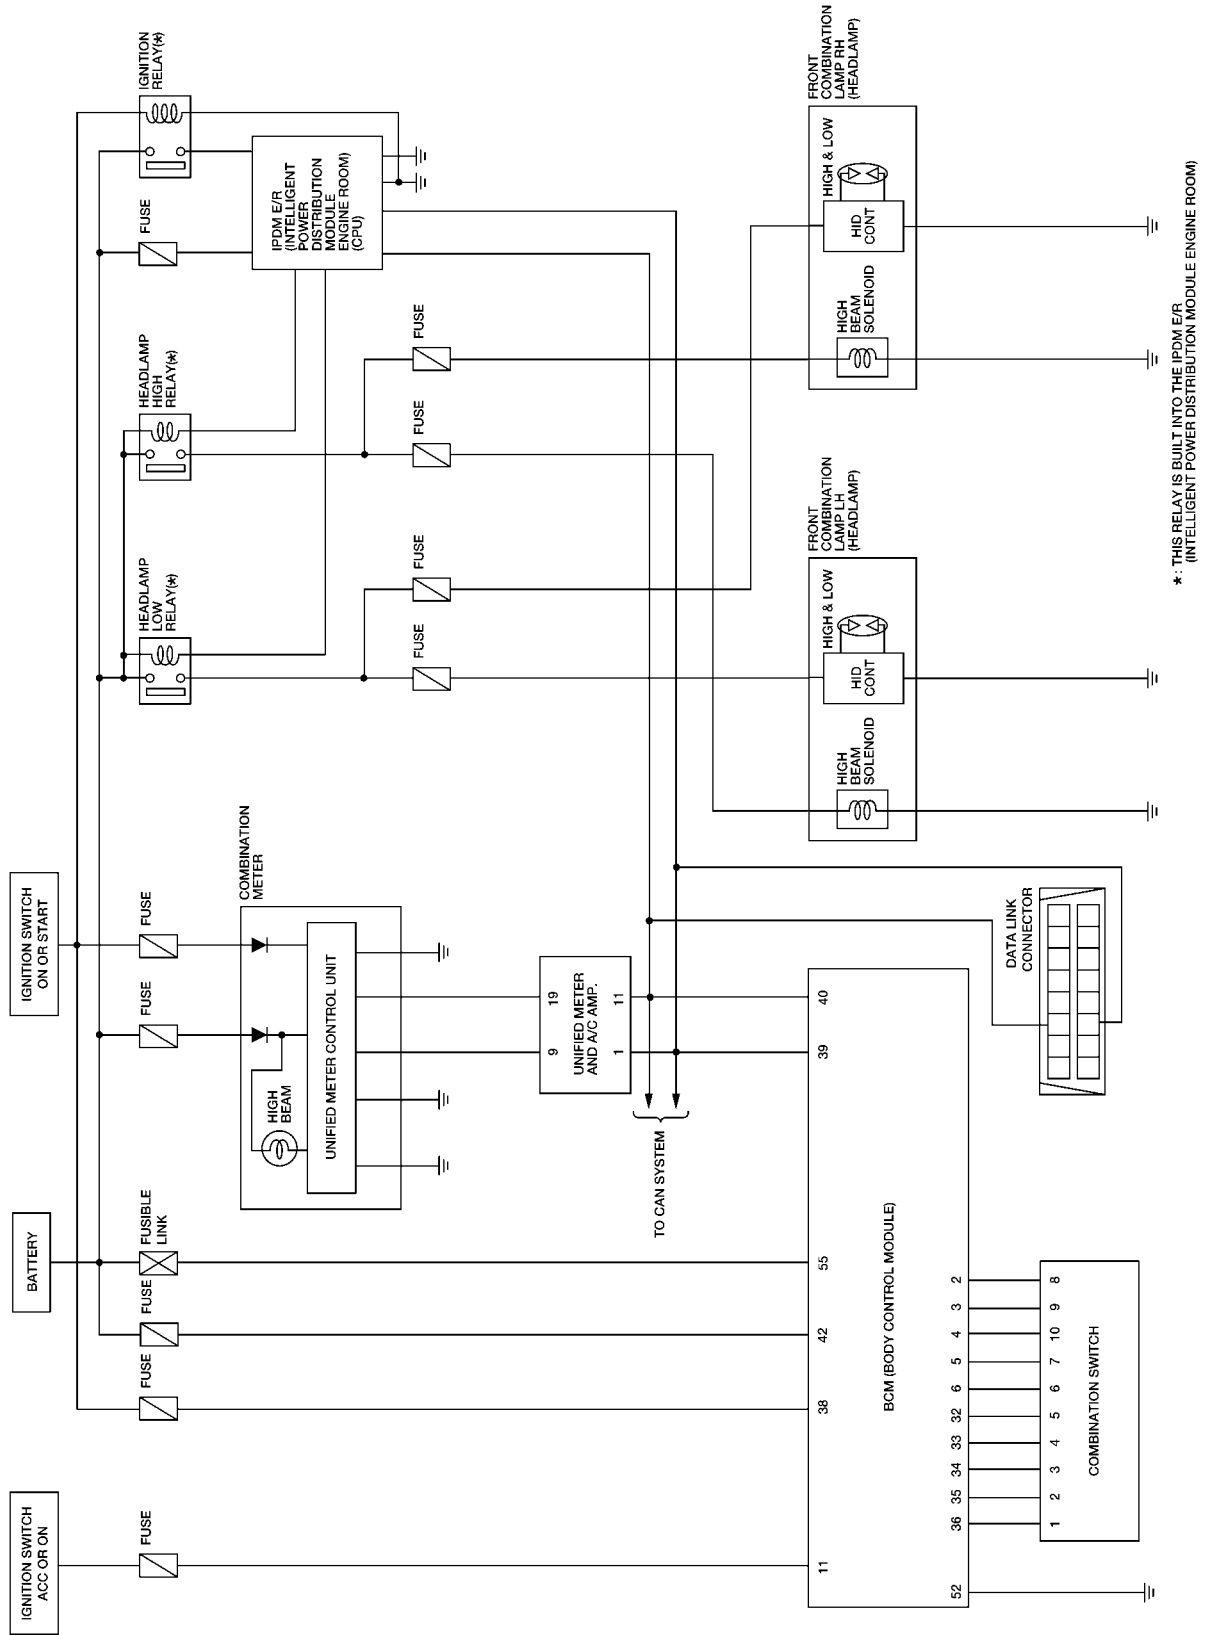 IGNITION SWITCH
ACC OR ON
BATTERY
IGNITION SWITCH
ON OR START
FUSE
FUSE
FUSE
FUSIBLE
LINK
FUSE
FUSE
HEADLAMP
LOW
RELAY(*)
HEADLAMP
HIGH
RELAY(*)
FUSE
IGNITION
RELAY(*)
COMBINATION
METER
HIGH
BEAM
UNIFIED METER CONTROL UNIT
IPDM E/R
(INTELLIGENT
POWER
DISTRIBUTION
MODULE
ENGINE ROOM)
(CPU)
FUSE
FUSE
FUSE
FUSE
9
19
UNIFIED METER
AND A/C AMP.
1
11
TO CAN SYSTEM
FRONT
COMBINATION
LAMP LH
(HEADLAMP)
HIGH
BEAM
SOLENOID
HIGH & LOW
HID
CONT
FRONT
COMBINATION
LAMP RH
(HEADLAMP)
HIGH
BEAM
SOLENOID
HIGH & LOW
HID
CONT
11
38
42
55
39
40
BCM (BODY CONTROL MODULE)
52
36
35
34
33
32
6
5
4
3
2
1
2
3
4
5
6
7
10
9
8
COMBINATION SWITCH
DATA LINK
CONNECTOR
*: THIS RELAY IS BUILT INTO THE IPDM E/R
(INTELLIGENT POWER DISTRIBUTION MODULE ENGINE ROOM)